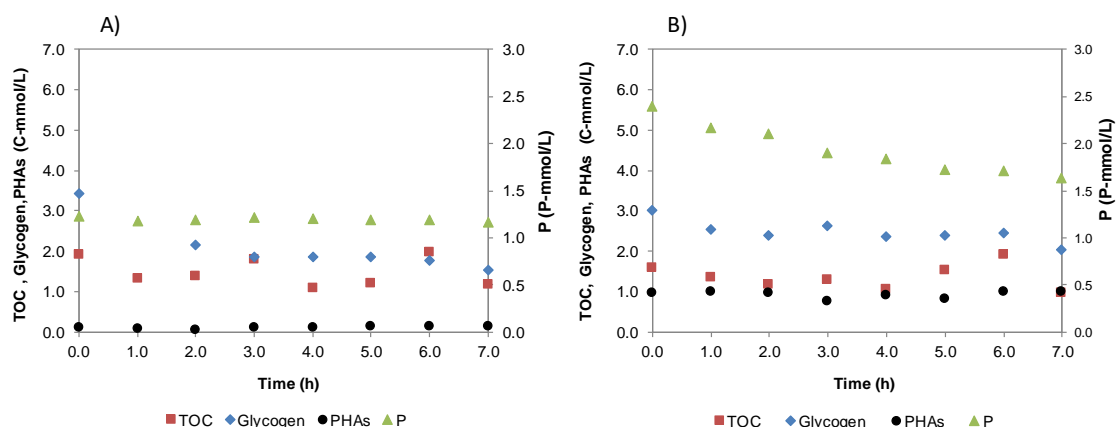 A)
TOC , Glycogen,PHAs (C-mmol/L)
7.0
6.0
5.0
4.0
3.0
2.0
1.0
0.0
3.0
2.5
2.0
1.5
1.0
0.5
0.0
P (P-mmol/L)
0.0 1.0 2.0 3.0 4.0 5.0 6.0 7.0
Time (h)
TOC Glycogen PHAs P
B)
TOC, Glycogen, PHAs (C-mmol/L)
7.0
6.0
5.0
4.0
3.0
2.0
1.0
0.0
3.0
2.5
2.0
1.5
1.0
0.5
0.0
P (P-mmol/L)
0.0 1.0 2.0 3.0 4.0 5.0 6.0 7.0
Time (h)
TOC Glycogen PHAs P